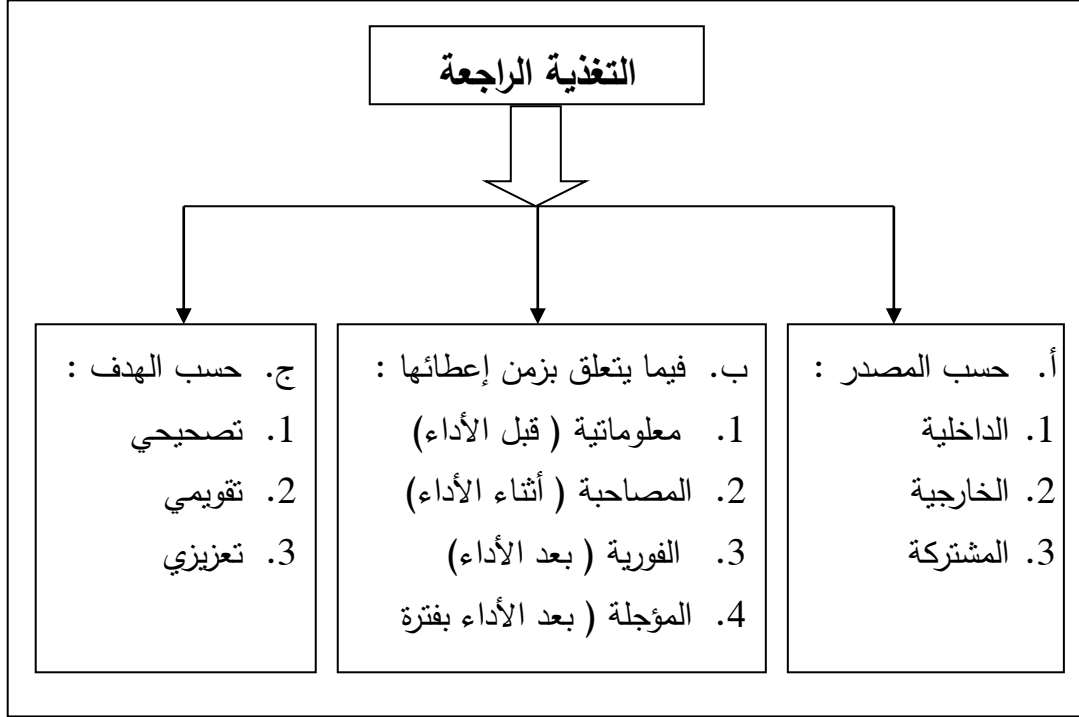 التغذية الراجعة
أ. حسب المصدر :
1. الداخلية
2. الخارجية
3. المشتركة
ب. فيما يتعلق بزمن إعطائها :
1. معلوماتية ( قبل الأداء)
2. المصاحبة ( أثناء الأداء)
3. الفورية ( بعد الأداء)
4. المؤجلة ( بعد الأداء بفترة
ج. حسب الهدف :
1. تصحيحي
2. تقويمي
3. تعزيزي